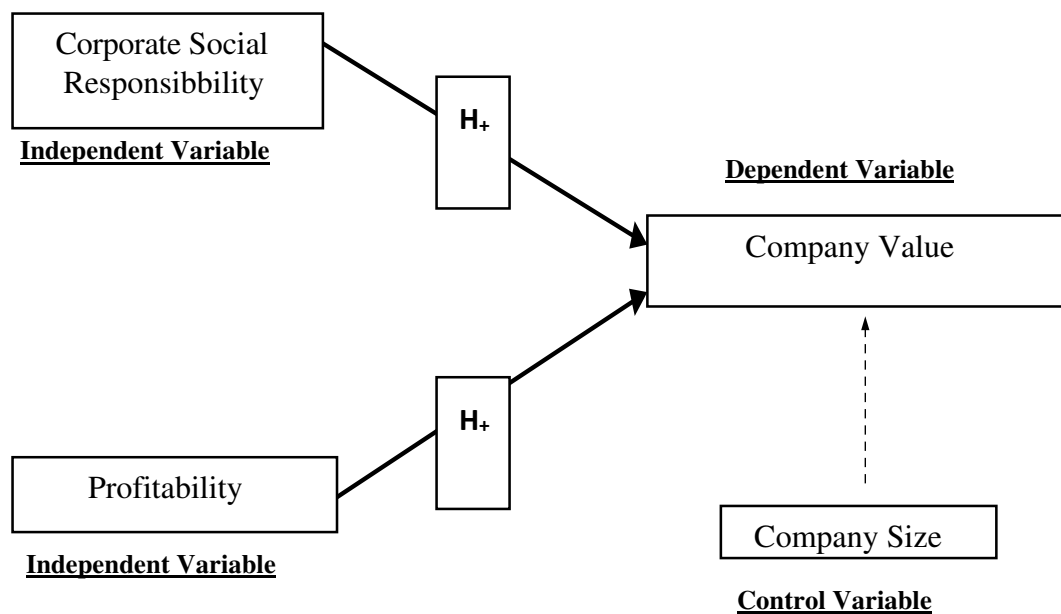 Corporate Social
Responsibbility
Independent Variable
H+
Dependent Variable
Company Value
H+
Profitability
Independent Variable
Company Size
Control Variable